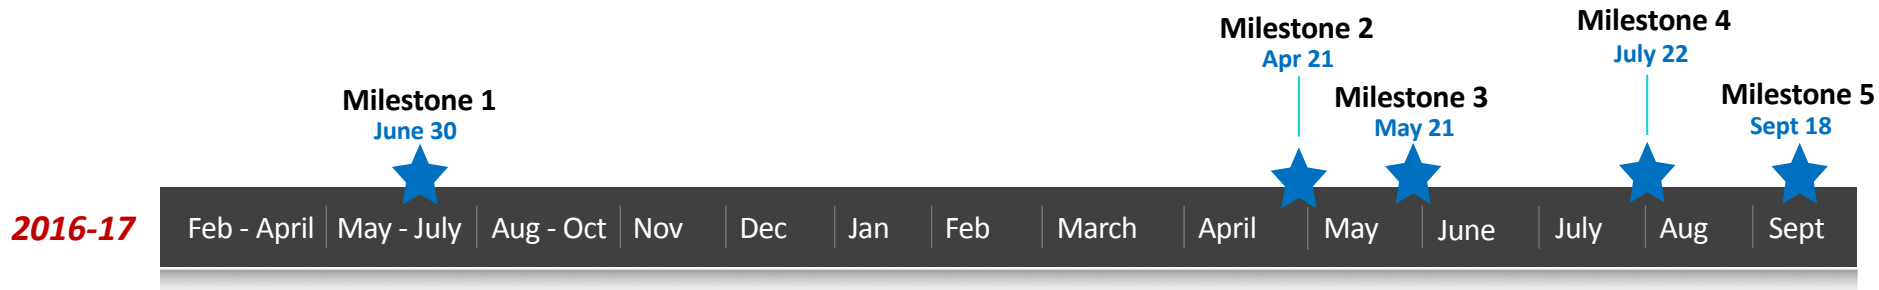 Milestone 1
June 30
Milestone 2
Apr 21
Milestone 3
May 21
Milestone 4
July 22
Milestone 5
Sept 18
2016-17
Feb - April
May - July
Aug - Oct
Nov
Dec
Jan
Feb
March
April
May
June
July
Aug
Sept